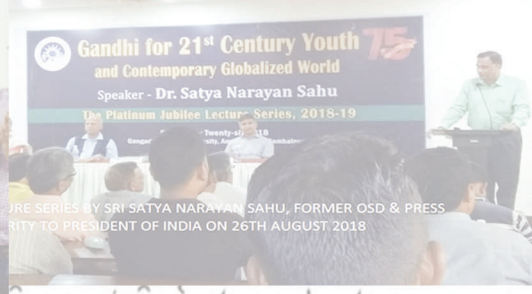 Gandhi for 21st Century Youth 75
and Contemporary Globalized World
Speaker - Dr. Satya Narayan Sahu
The Platinum Jubilee Lecture Series, 2018-19
URE SERIES BY SRI SATYA NARAYAN SAHU, FORMER OSD & PRESS
RITY TO PRESIDENT OF INDIA ON 26TH AUGUST 2018